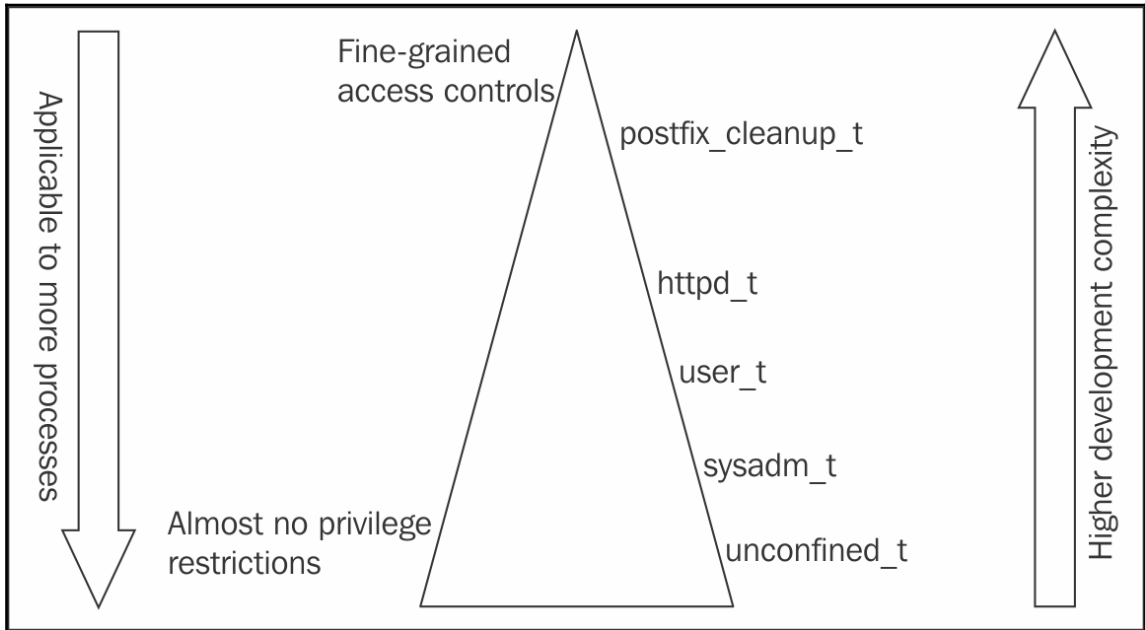 Applicable to more processes
Fine-grained
access controls
postfix_cleanup_t
httpd_t
user_t
sysadm_t
Almost no privilege
restrictions
unconfined_t
Higher development complexity